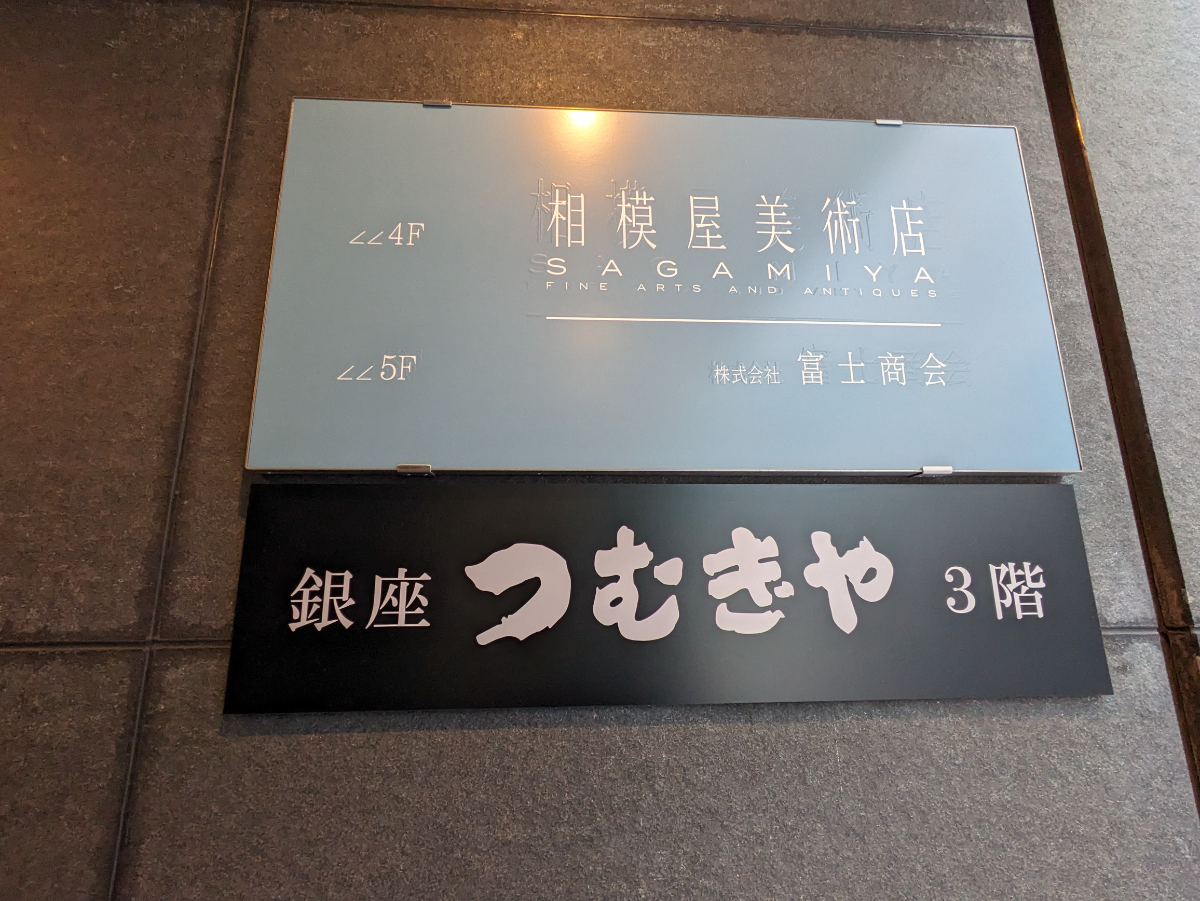 ∠∠4F 相模屋美術店
SAGAMIYA
FINE ARTS AND ANTIQUES
∠∠5F 株式会社 富士商会
銀座 つむぎや 3階